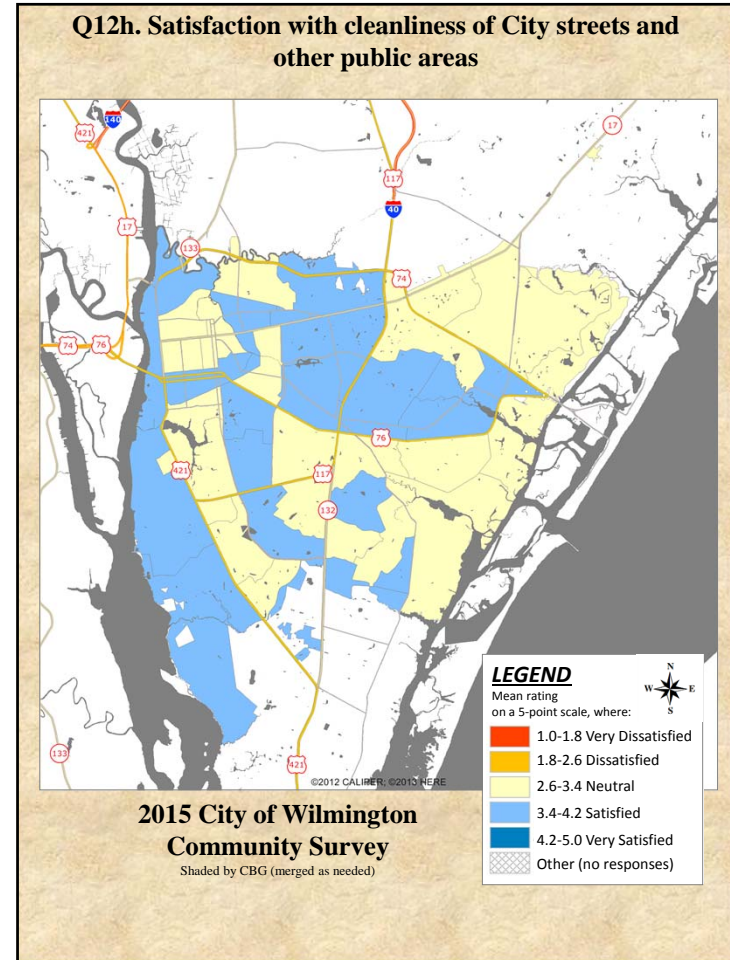 Q12h. Satisfaction with cleanliness of City streets and
other public areas
140
421
17
117
17
40
133
74
74
76
76
421
117
132
133
421
©2012 CALIPER; ©2013 HERE
LEGEND
Mean rating
on a 5-point scale, where:
N
W E
S
1.0-1.8 Very Dissatisfied
1.8-2.6 Dissatisfied
2.6-3.4 Neutral
3.4-4.2 Satisfied
4.2-5.0 Very Satisfied
Other (no responses)
2015 City of Wilmington
Community Survey
Shaded by CBG (merged as needed)